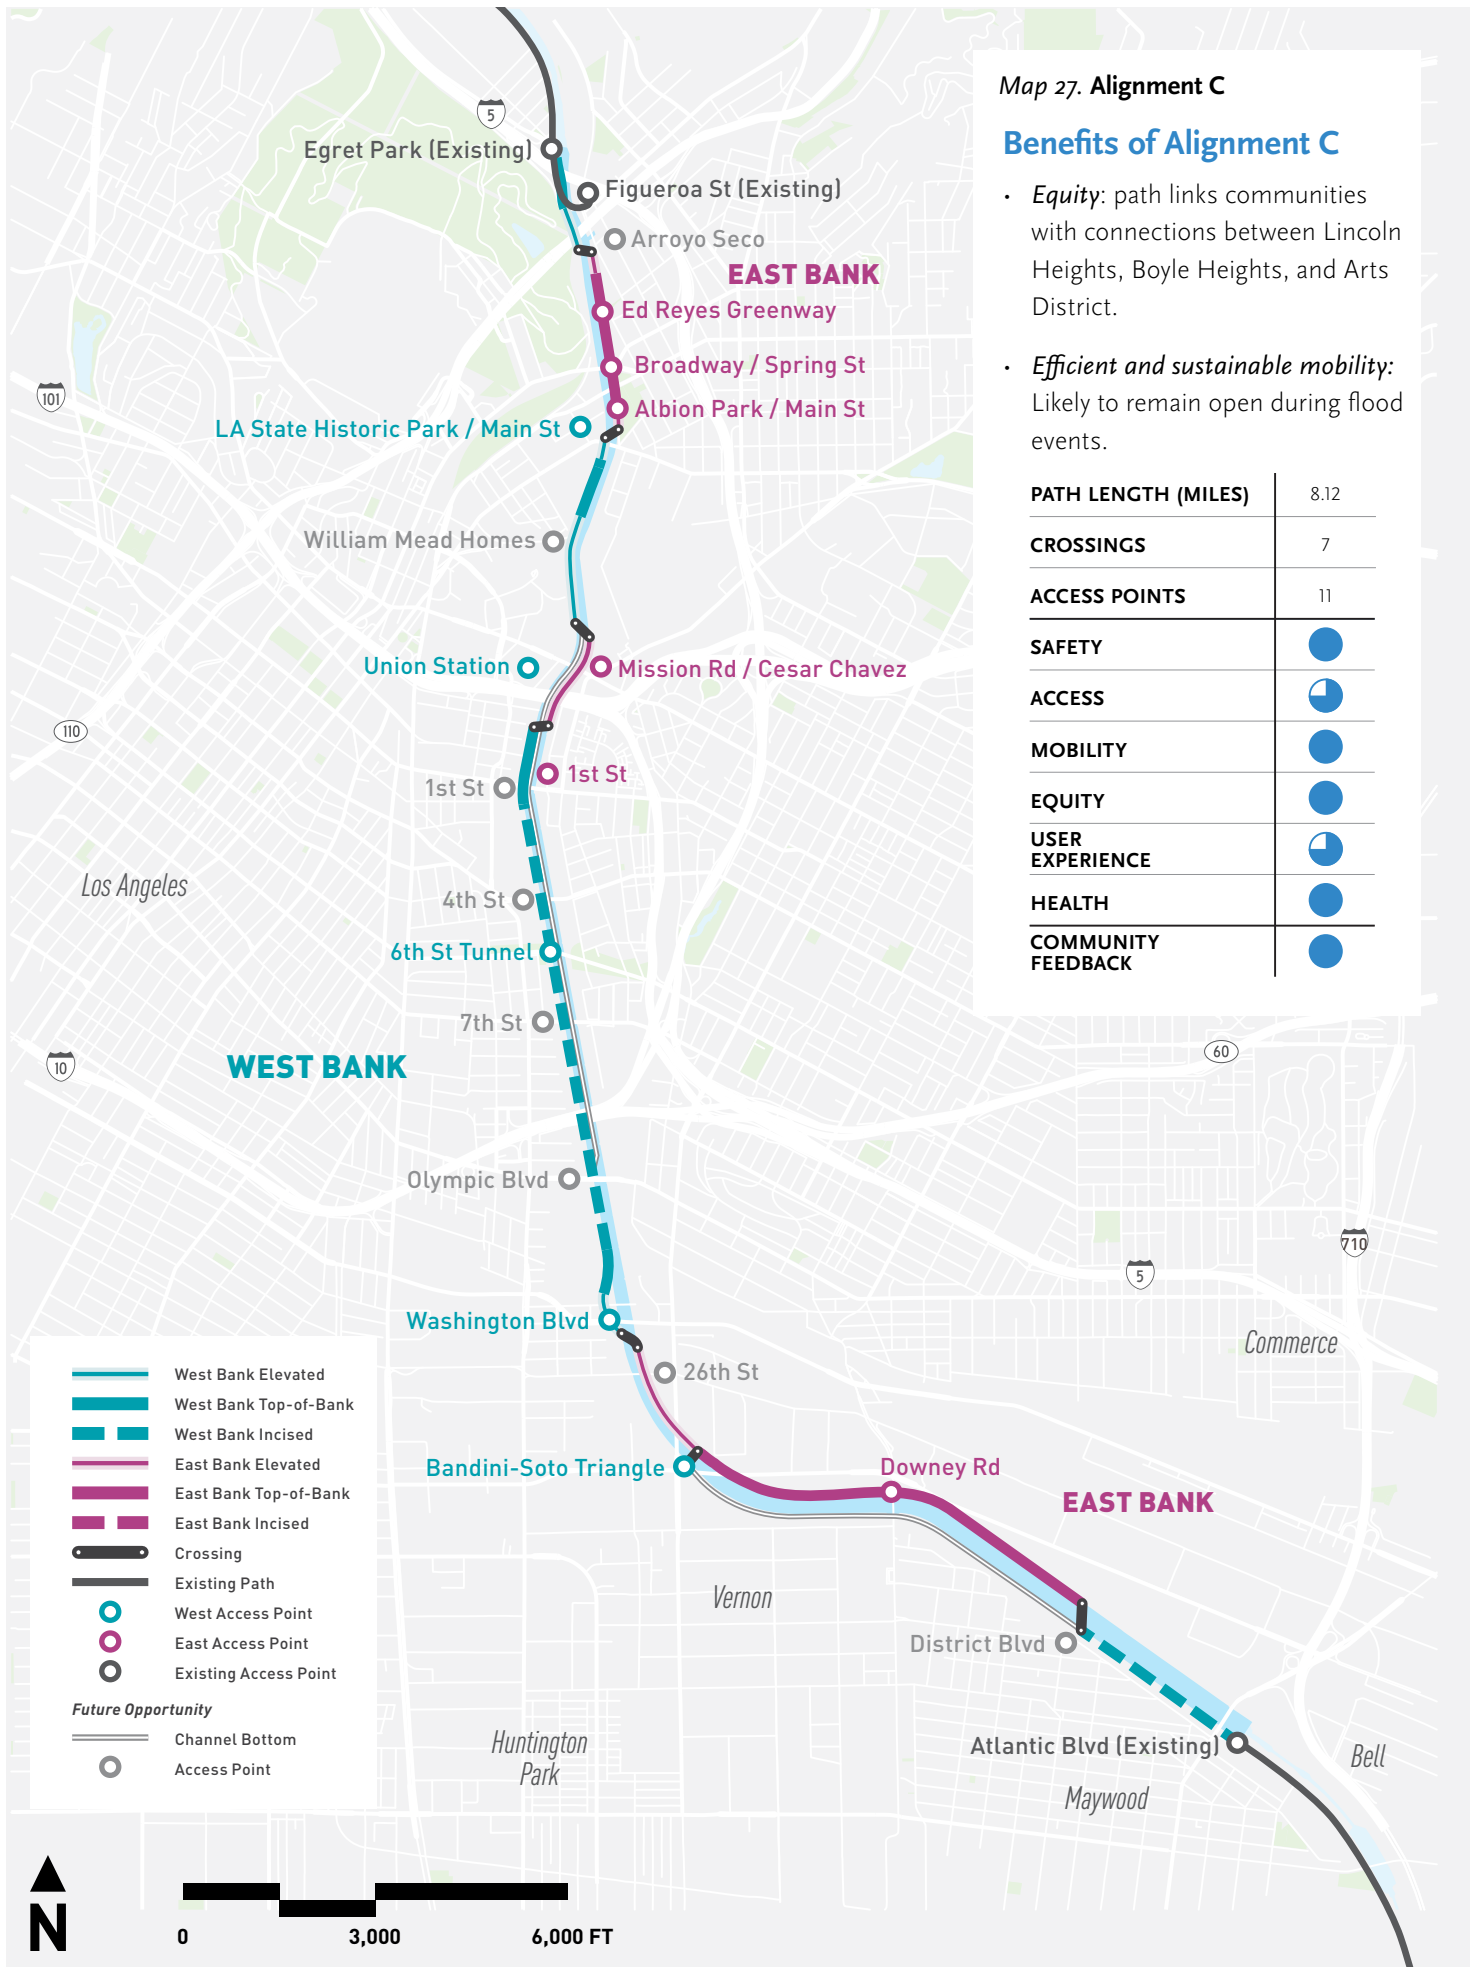 Map 27. Alignment C
Benefits of Alignment C
• Equity: path links communities
with connections between Lincoln
Heights, Boyle Heights, and Arts
District.
• Efficient and sustainable mobility:
Likely to remain open during flood
events.
PATH LENGTH (MILES) 8.12
CROSSINGS 7
ACCESS POINTS 11
SAFETY
ACCESS
MOBILITY
EQUITY
USER
EXPERIENCE
HEALTH
COMMUNITY
FEEDBACK
5
Egret Park (Existing)
Figueroa St (Existing)
Arroyo Seco
EAST BANK
Ed Reyes Greenway
Broadway / Spring St
101
Albion Park / Main St
LA State Historic Park / Main St
William Mead Homes
Union Station
Mission Rd / Cesar Chavez
110
1st St
1st St
Los Angeles
4th St
6th St Tunnel
7th St
60
10
WEST BANK
Olympic Blvd
710
5
Washington Blvd
Commerce
26th St
Bandini-Soto Triangle
Downey Rd
EAST BANK
Vernon
District Blvd
Huntington
Park
Atlantic Blvd (Existing)
Bell
Maywood
West Bank Elevated
West Bank Top-of-Bank
West Bank Incised
East Bank Elevated
East Bank Top-of-Bank
East Bank Incised
Crossing
Existing Path
West Access Point
East Access Point
Existing Access Point
Future Opportunity
Channel Bottom
Access Point
N
0 3,000 6,000 FT